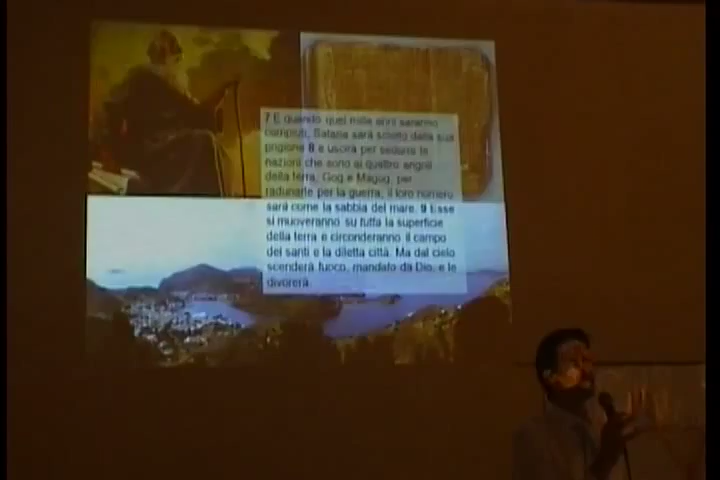 7 E quando quei mille anni saranno
compiuti, Satana sarà sciolto dalla sua
prigione 8 e uscirà per sedurre le
nazioni che sono ai quattro angoli
della terra, Gog e Magog, per
radunarle per la guerra, il loro numero
sarà come la sabbia del mare. 9 Esse
si muoveranno su tutta la superficie
della terra e circonderanno il campo
dei santi e la diletta città. Ma dal cielo
scenderà fuoco, mandato da Dio, e le
divorerà